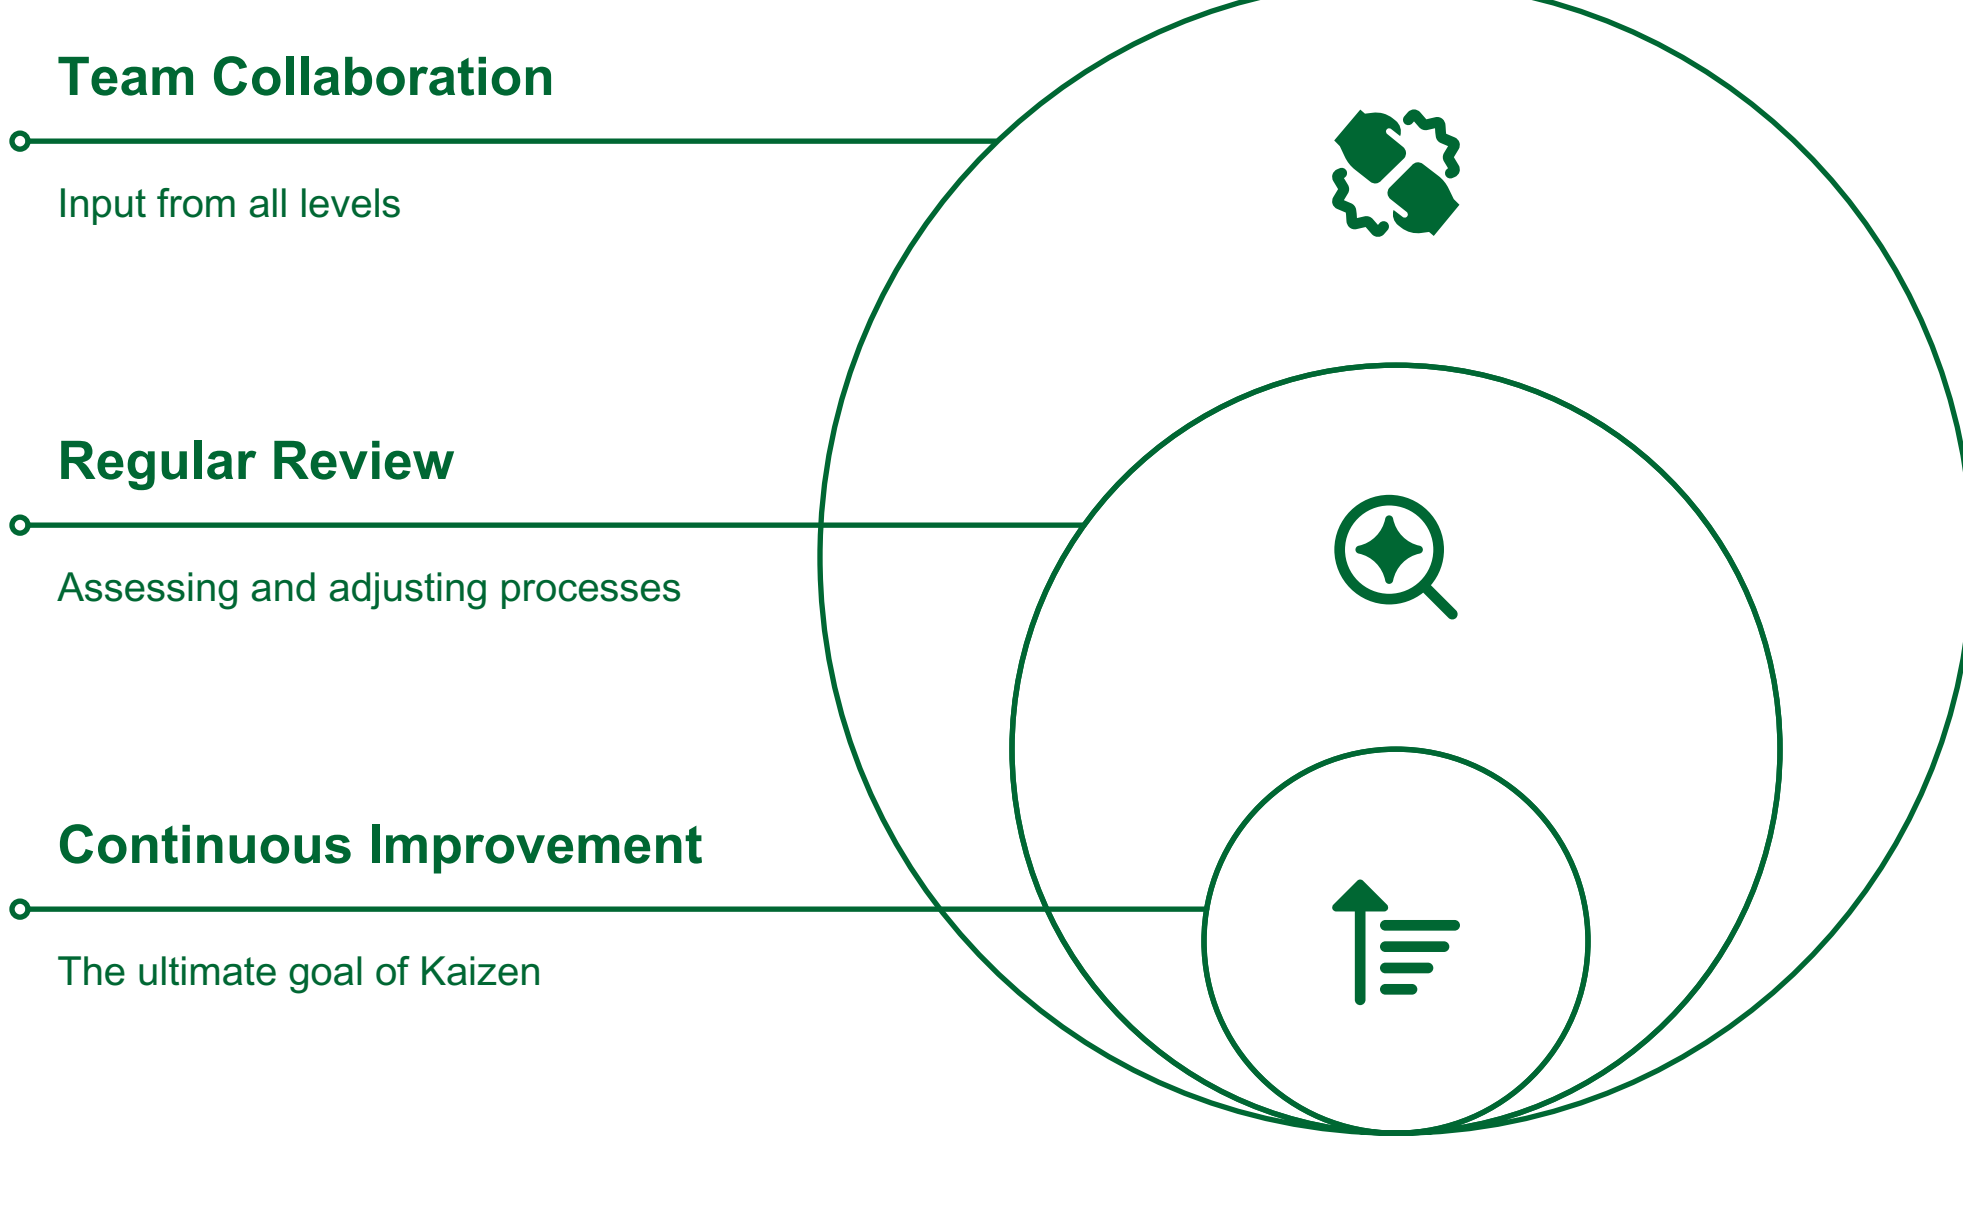 Team Collaboration
Input from all levels
Regular Review
Assessing and adjusting processes
Continuous Improvement
The ultimate goal of Kaizen